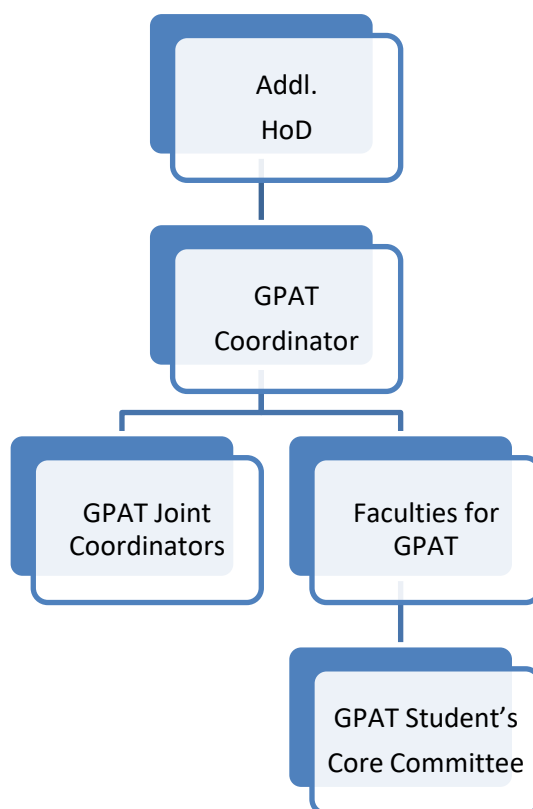 Addl.
HoD
GPAT
Coordinator
GPAT Joint
Coordinators
Faculties for
GPAT
GPAT Student’s
Core Committee